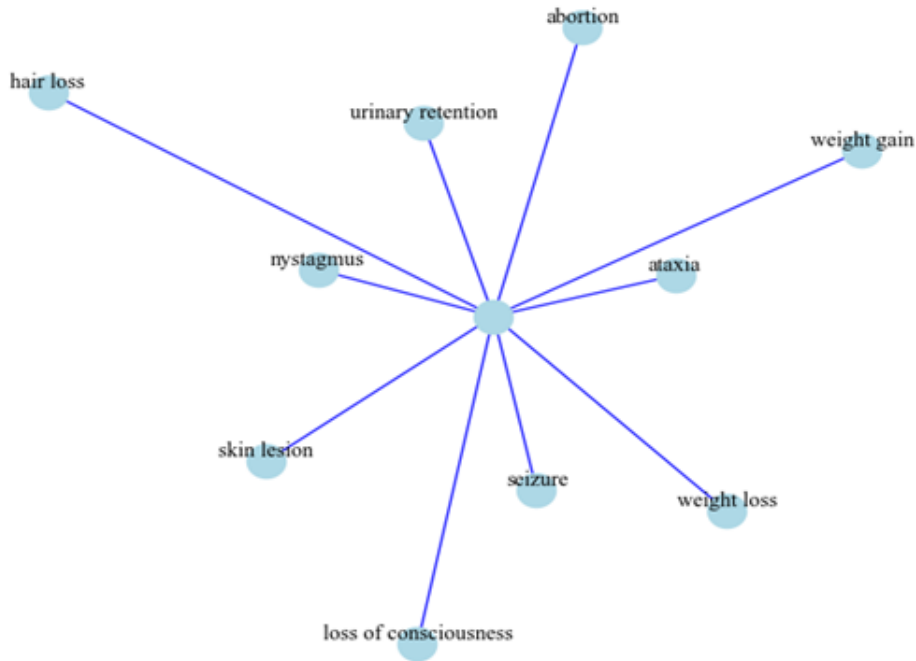 abortion
hair loss
urinary retention
weight gain
nystagmus
ataxia
skin lesion
seizure
weight loss
loss of consciousness